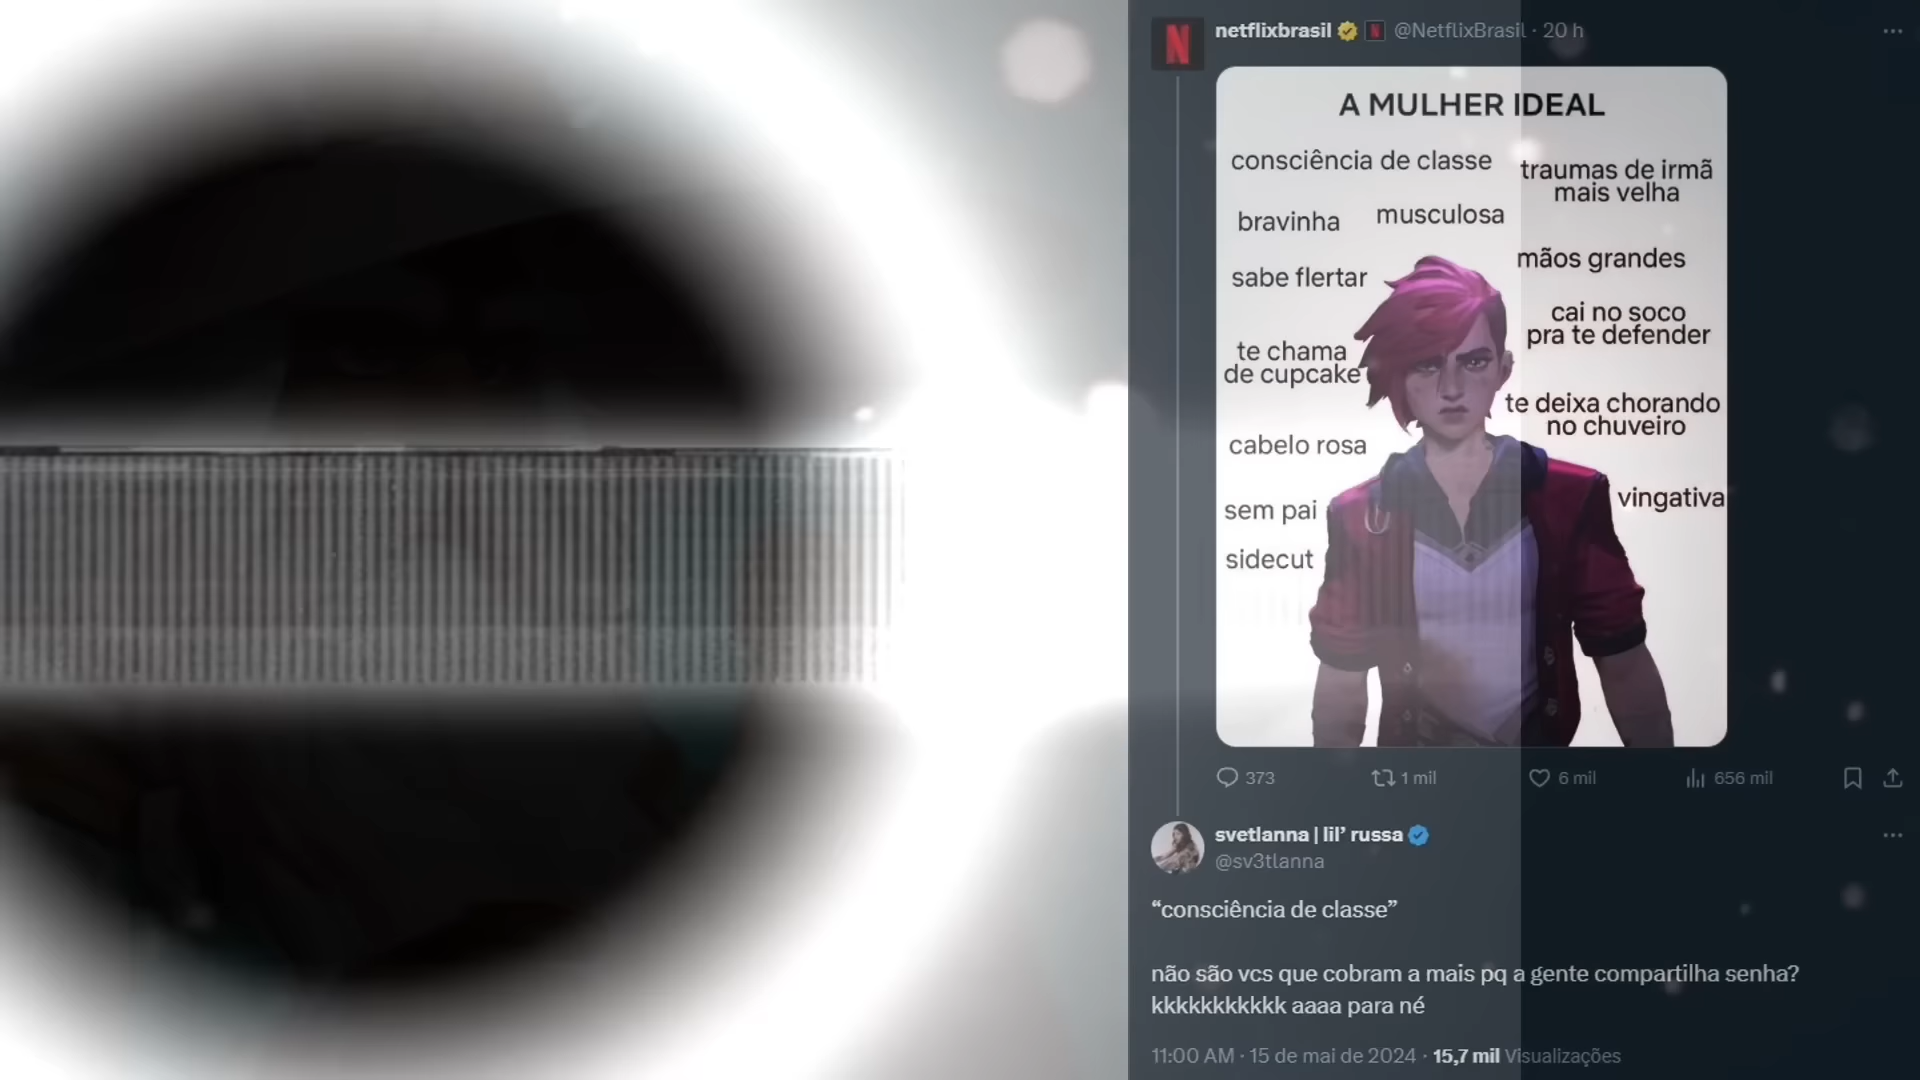 netflixbrasil @NetflixBrasil · 20 h
A MULHER IDEAL
consciência de classe
traumas de irmã
mais velha
bravinha
musculosa
mãos grandes
sabe flertar
cai no soco
pra te defender
te chama
de cupcake
te deixa chorando
no chuveiro
cabelo rosa
vingativa
sem pai
sidecut
373 1 mil 6 mil 656 mil
svetlanna | lil’ russa
@sv3tlanna
“consciência de classe”
não são vcs que cobram a mais pq a gente compartilha senha?
kkkkkkkkkkk aaaa para né
11:00 AM · 15 de mai de 2024 · 15,7 mil Visualizações